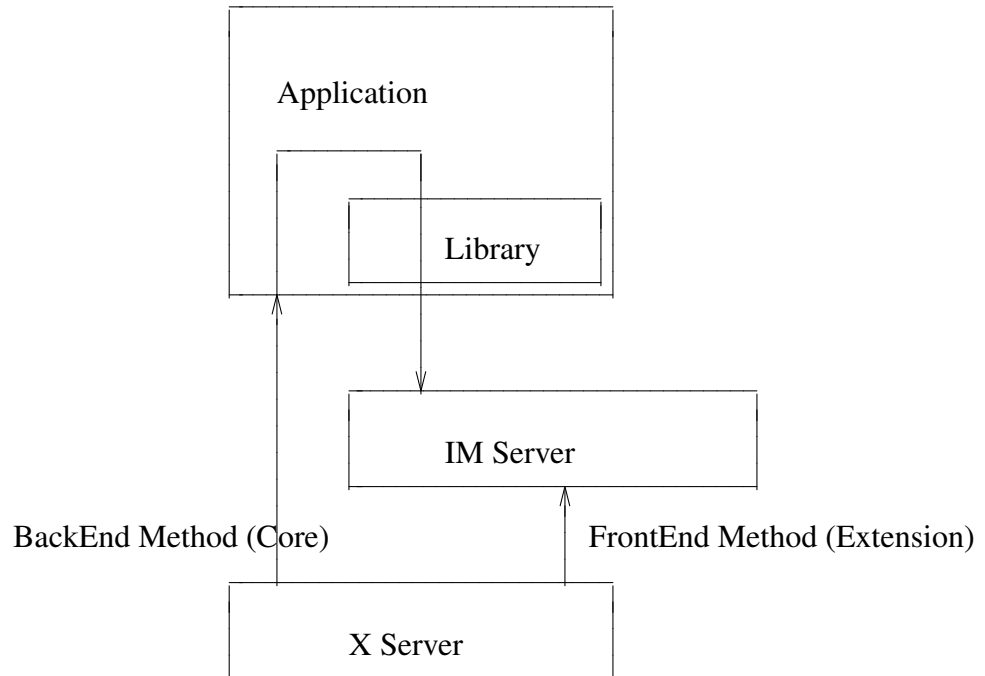 Application
Library
IM Server
BackEnd Method (Core)
FrontEnd Method (Extension)
X Server